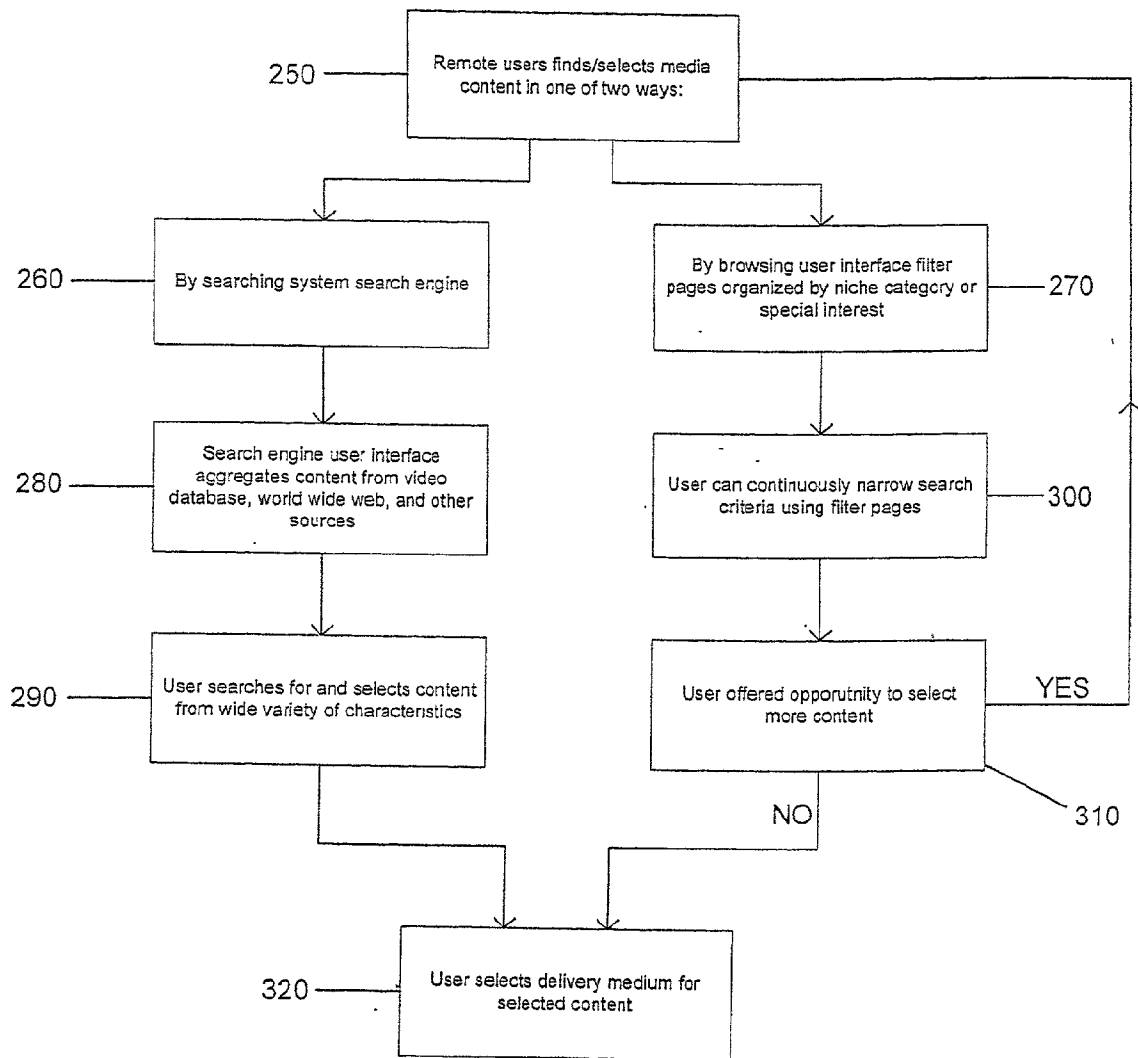 250
Remote users finds/selects media
content in one of two ways:
260
By searching system search engine
By browsing user interface filter
pages organized by niche category or
special interest
270
280
Search engine user interface
aggregates content from video
database, world wide web, and other
sources
User can continuously narrow search
criteria using filter pages
300
290
User searches for and selects content
from wide variety of characteristics
User offered opporutnity to select
more content
YES
310
NO
320
User selects delivery medium for
selected content